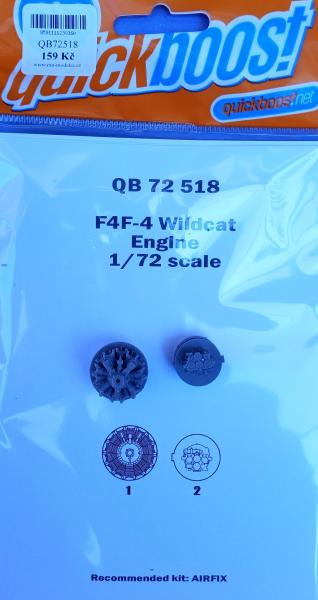 QB72518
159 Kč
quickboost
quickboost.net
QB 72 518
F4F-4 Wildcat
Engine
1/72 scale
1
2
Recommended kit: AIRFIX